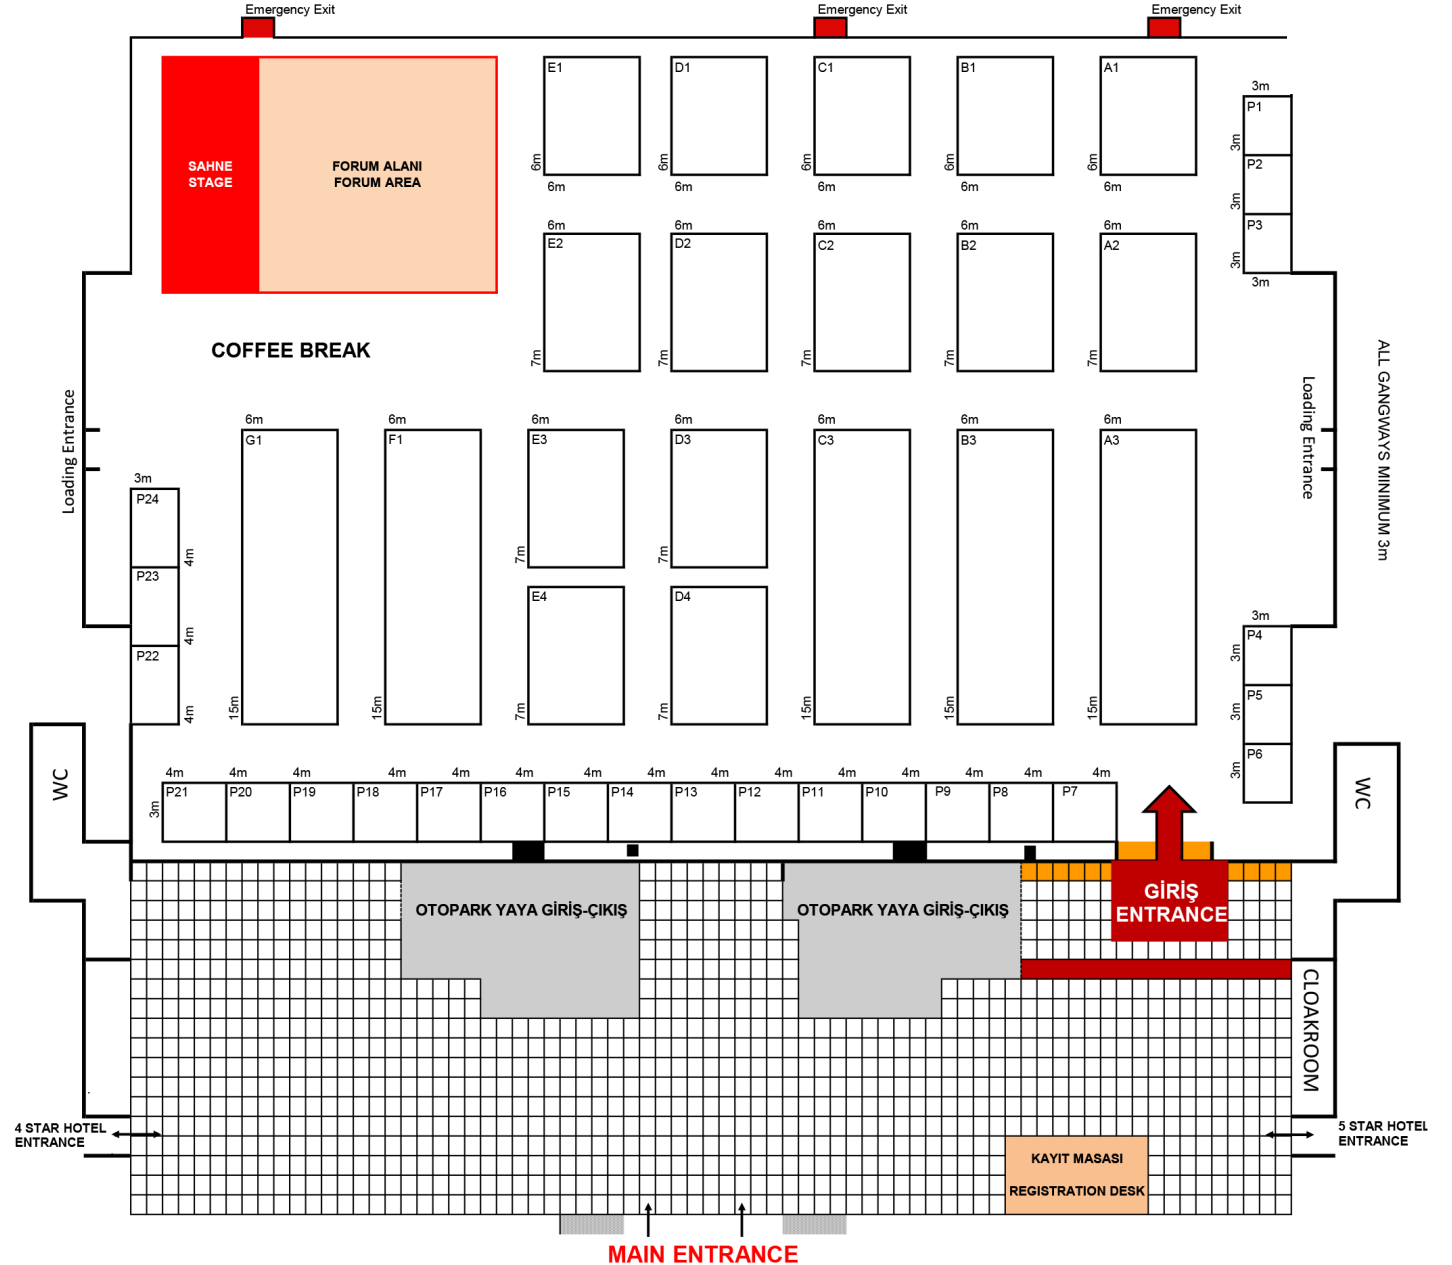 Emergency Exit
Emergency Exit
Emergency Exit
E1
D1
C1
B1
A1
3m
P1
3m
SAHNE
STAGE
FORUM ALANI
FORUM AREA
6m
6m
6m
6m
6m
P2
3m
6m
6m
6m
6m
6m
6m
6m
6m
6m
6m
P3
3m
E2
D2
C2
B2
A2
3m
COFFEE BREAK
7m
7m
7m
7m
7m
ALL GANGWAYS MINIMUM 3m
Loading Entrance
Loading Entrance
6m
6m
6m
6m
6m
6m
6m
G1
F1
E3
D3
C3
B3
A3
3m
P24
4m
7m
7m
P23
4m
E4
D4
3m
P4
3m
P22
4m
15m
15m
7m
7m
15m
15m
15m
P5
3m
P6
3m
WC
WC
4m
4m
4m
4m
4m
4m
4m
4m
4m
4m
4m
4m
4m
4m
3m
P21
P20
P19
P18
P17
P16
P15
P14
P13
P12
P11
P10
P9
P8
P7
OTOPARK YAYA GİRİŞ-ÇIKIŞ
OTOPARK YAYA GİRİŞ-ÇIKIŞ
GİRİŞ
ENTRANCE
CLOAKROOM
4 STAR HOTEL
ENTRANCE
5 STAR HOTEL
ENTRANCE
KAYIT MASASI
REGISTRATION DESK
MAIN ENTRANCE